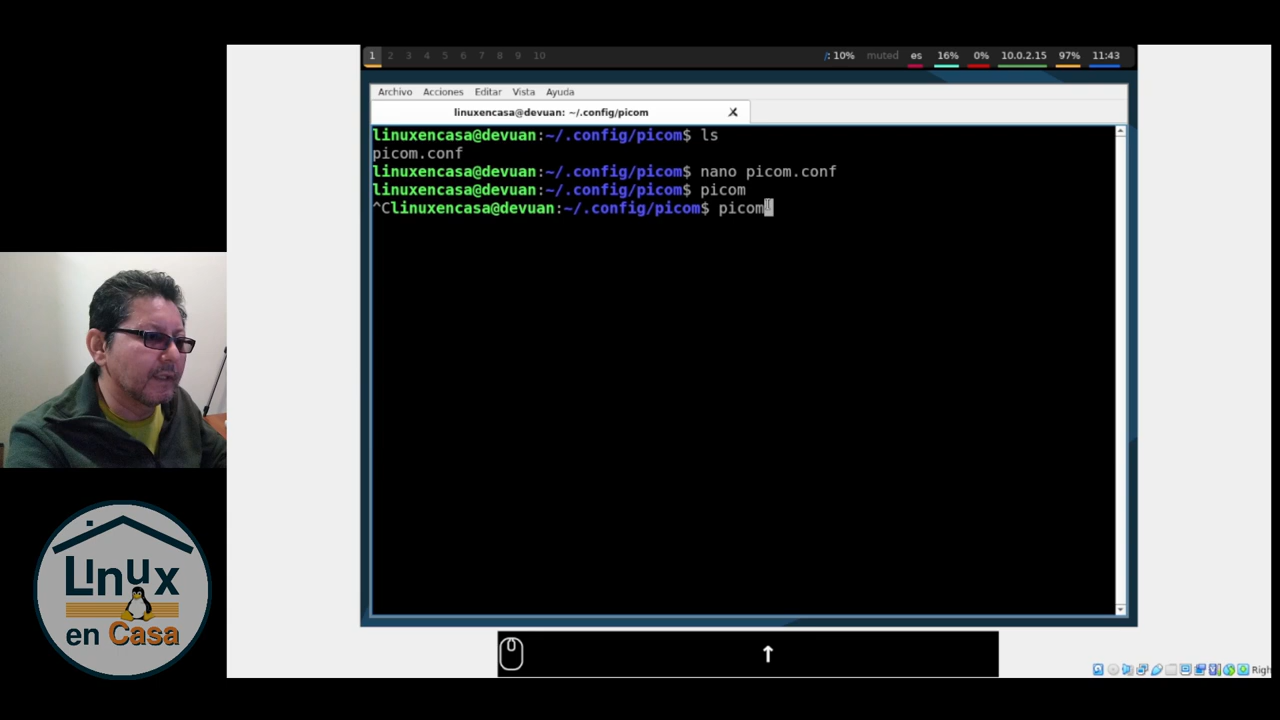 1 2 3 4 5 6 7 8 9 10 /: 10% muted es 16% 0% 10.0.2.15 97% 11:43
Archivo Acciones Editar Vista Ayuda
linuxencasa@devuan: ~/.config/picom
linuxencasa@devuan:~/.config/picom$ ls
picom.conf
linuxencasa@devuan:~/.config/picom$ nano picom.conf
linuxencasa@devuan:~/.config/picom$ picom
^Clinuxencasa@devuan:~/.config/picom$ picom
Linux
en Casa
Righ